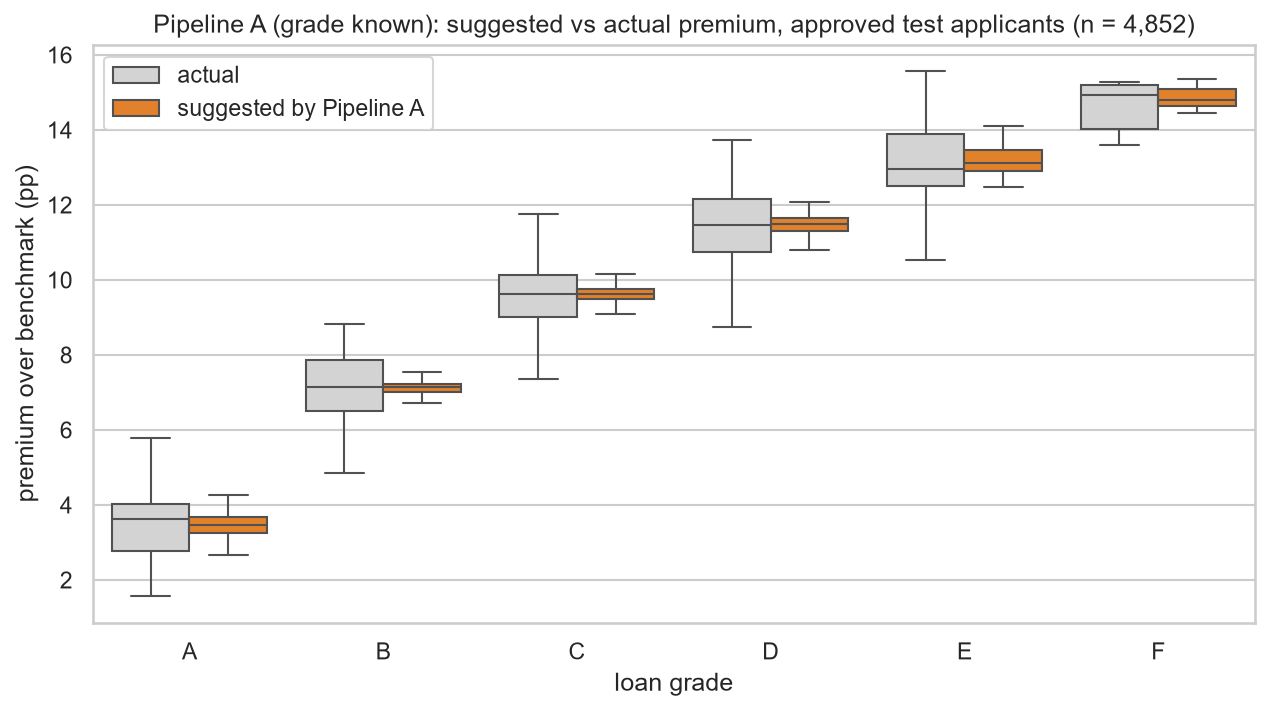 Pipeline A (grade known): suggested vs actual premium, approved test applicants (n = 4,852)
actual
suggested by Pipeline A
premium over benchmark (pp)
16
14
12
10
8
6
4
2
A B C D E F
loan grade